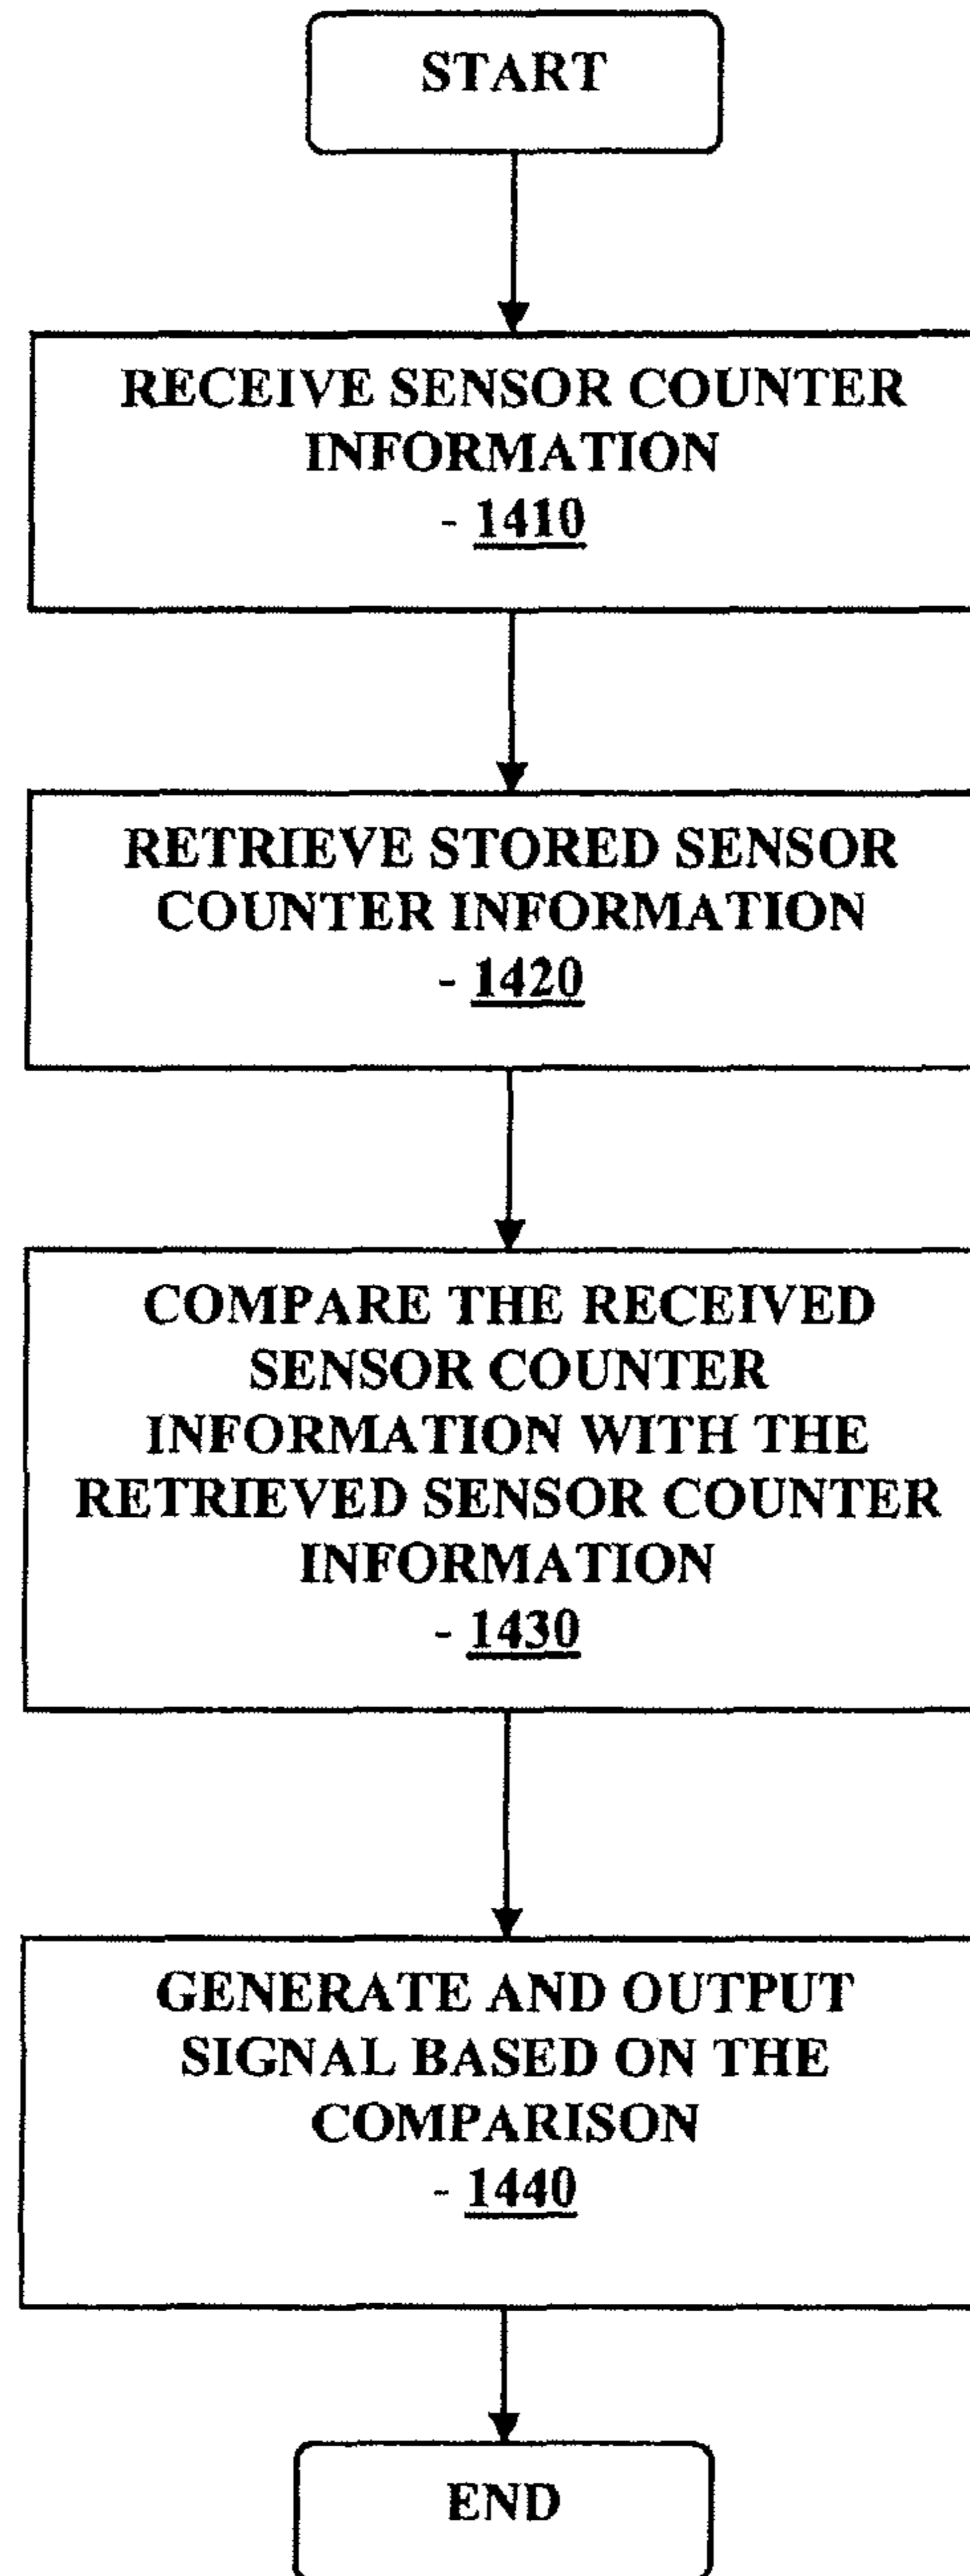 START
RECEIVE SENSOR COUNTER
INFORMATION
- 1410
RETRIEVE STORED SENSOR
COUNTER INFORMATION
- 1420
COMPARE THE RECEIVED
SENSOR COUNTER
INFORMATION WITH THE
RETRIEVED SENSOR COUNTER
INFORMATION
- 1430
GENERATE AND OUTPUT
SIGNAL BASED ON THE
COMPARISON
- 1440
END